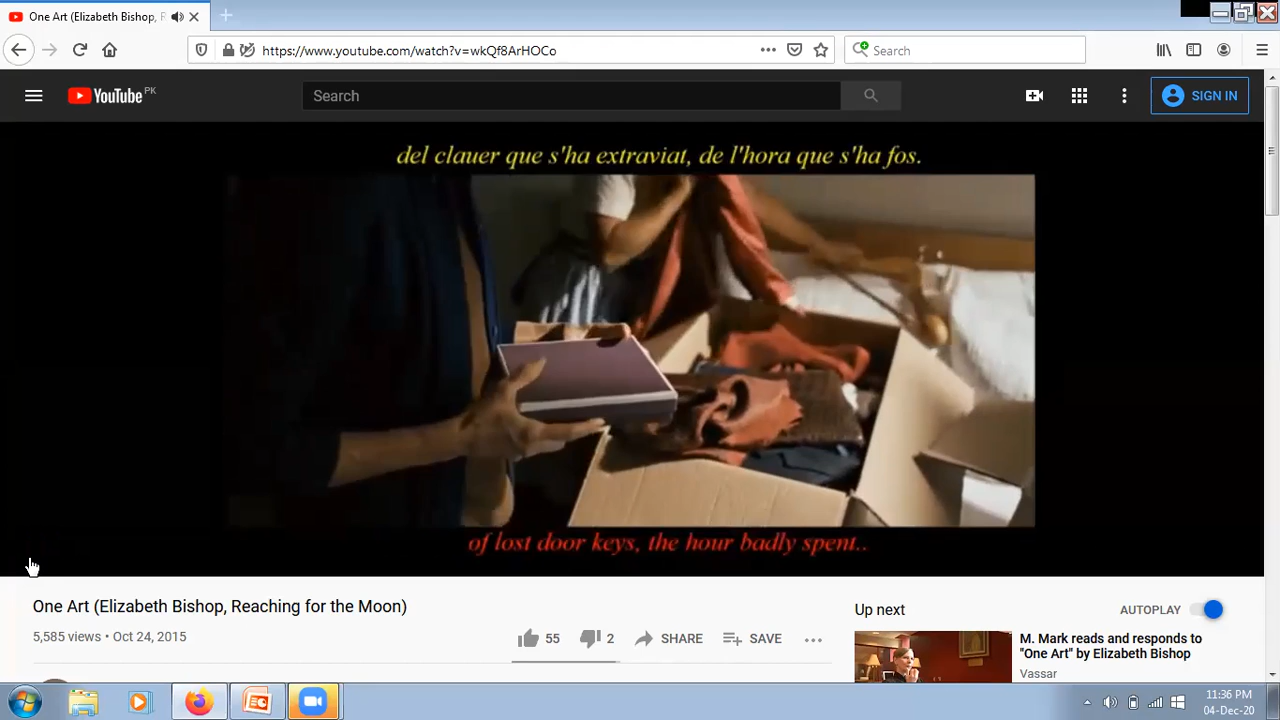 One Art (Elizabeth Bishop, R
https://www.youtube.com/watch?v=wkQf8ArHOCo
Search
YouTube PK
Search
SIGN IN
del clauer que s'ha extraviat, de l'hora que s'ha fos.
of lost door keys, the hour badly spent..
One Art (Elizabeth Bishop, Reaching for the Moon)
5,585 views • Oct 24, 2015
55
2
SHARE
SAVE
Up next
AUTOPLAY
M. Mark reads and responds to
"One Art" by Elizabeth Bishop
Vassar
11:36 PM
04-Dec-20